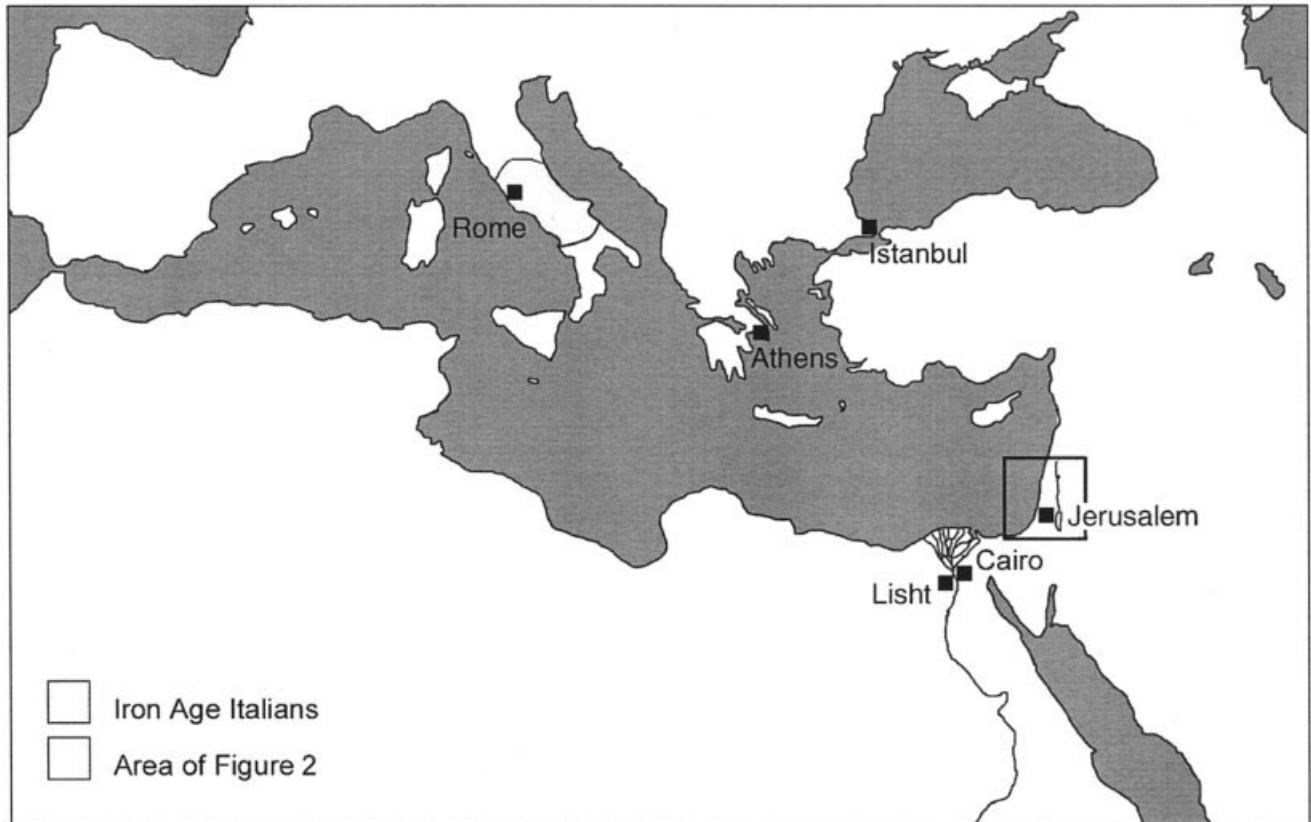 Rome
Istanbul
Athens
Jerusalem
Cairo
Lisht
Iron Age Italians
Area of Figure 2